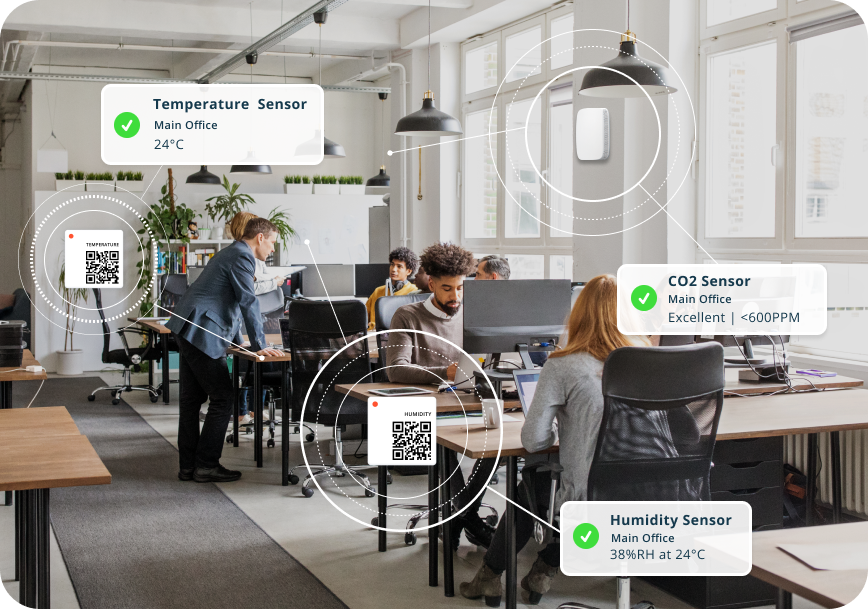 Temperature Sensor
Main Office
24°C
TEMPERATURE
CO2 Sensor
Main Office
Excellent | <600PPM
HUMIDITY
Humidity Sensor
Main Office
38%RH at 24°C